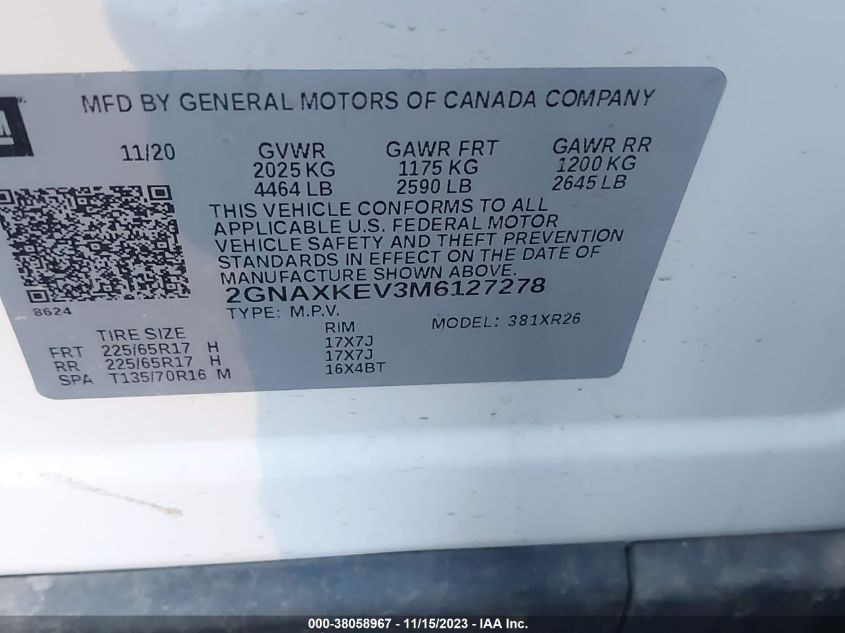 MFD BY GENERAL MOTORS OF CANADA COMPANY
11/20 GVWR GAWR FRT GAWR RR
2025 KG 1175 KG 1200 KG
4464 LB 2590 LB 2645 LB
THIS VEHICLE CONFORMS TO ALL
APPLICABLE U.S. FEDERAL MOTOR
VEHICLE SAFETY AND THEFT PREVENTION
STANDARDS IN EFFECT ON THE DATE OF
MANUFACTURE SHOWN ABOVE.
2GNAXKEV3M6127278
8624 TYPE: M.P.V. MODEL: 381XR26
TIRE SIZE RIM
FRT 225/65R17 H 17X7J
RR 225/65R17 H 17X7J
SPA T135/70R16 M 16X4BT
000-38058967 - 11/15/2023 - IAA Inc.